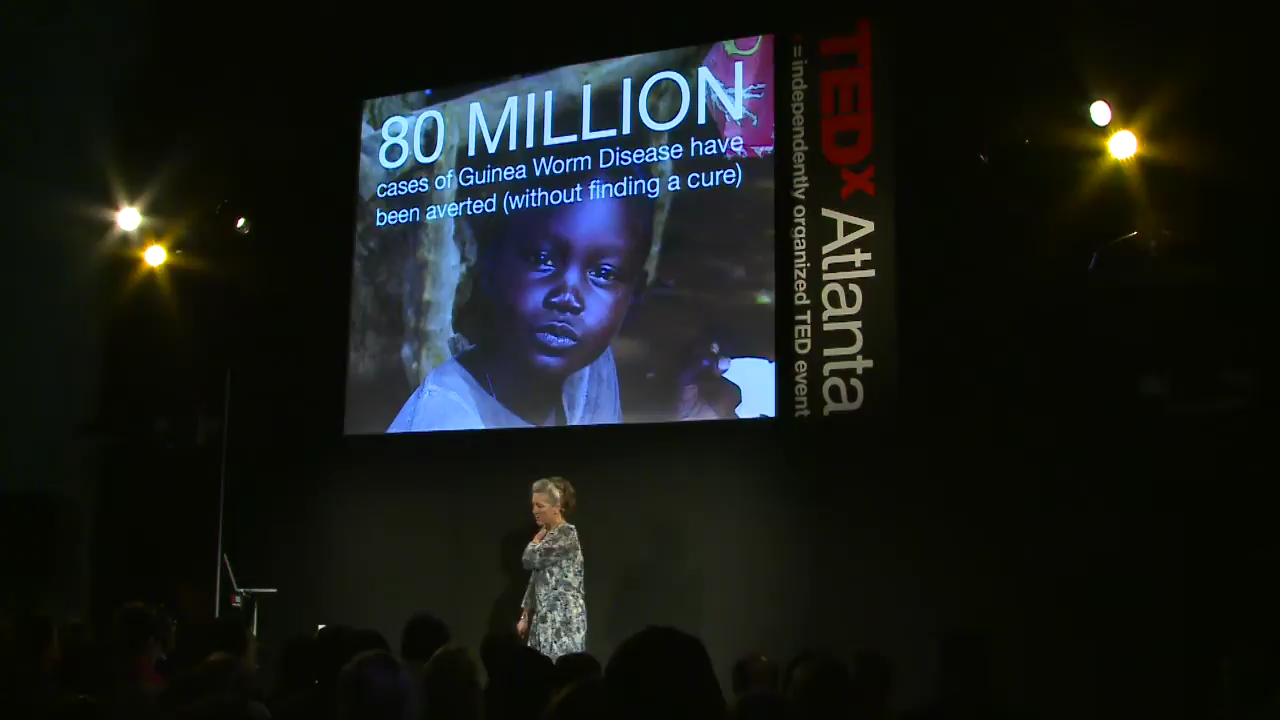 80 MILLION
cases of Guinea Worm Disease have
been averted (without finding a cure)
TEDx Atlanta
x = independently organized TED event